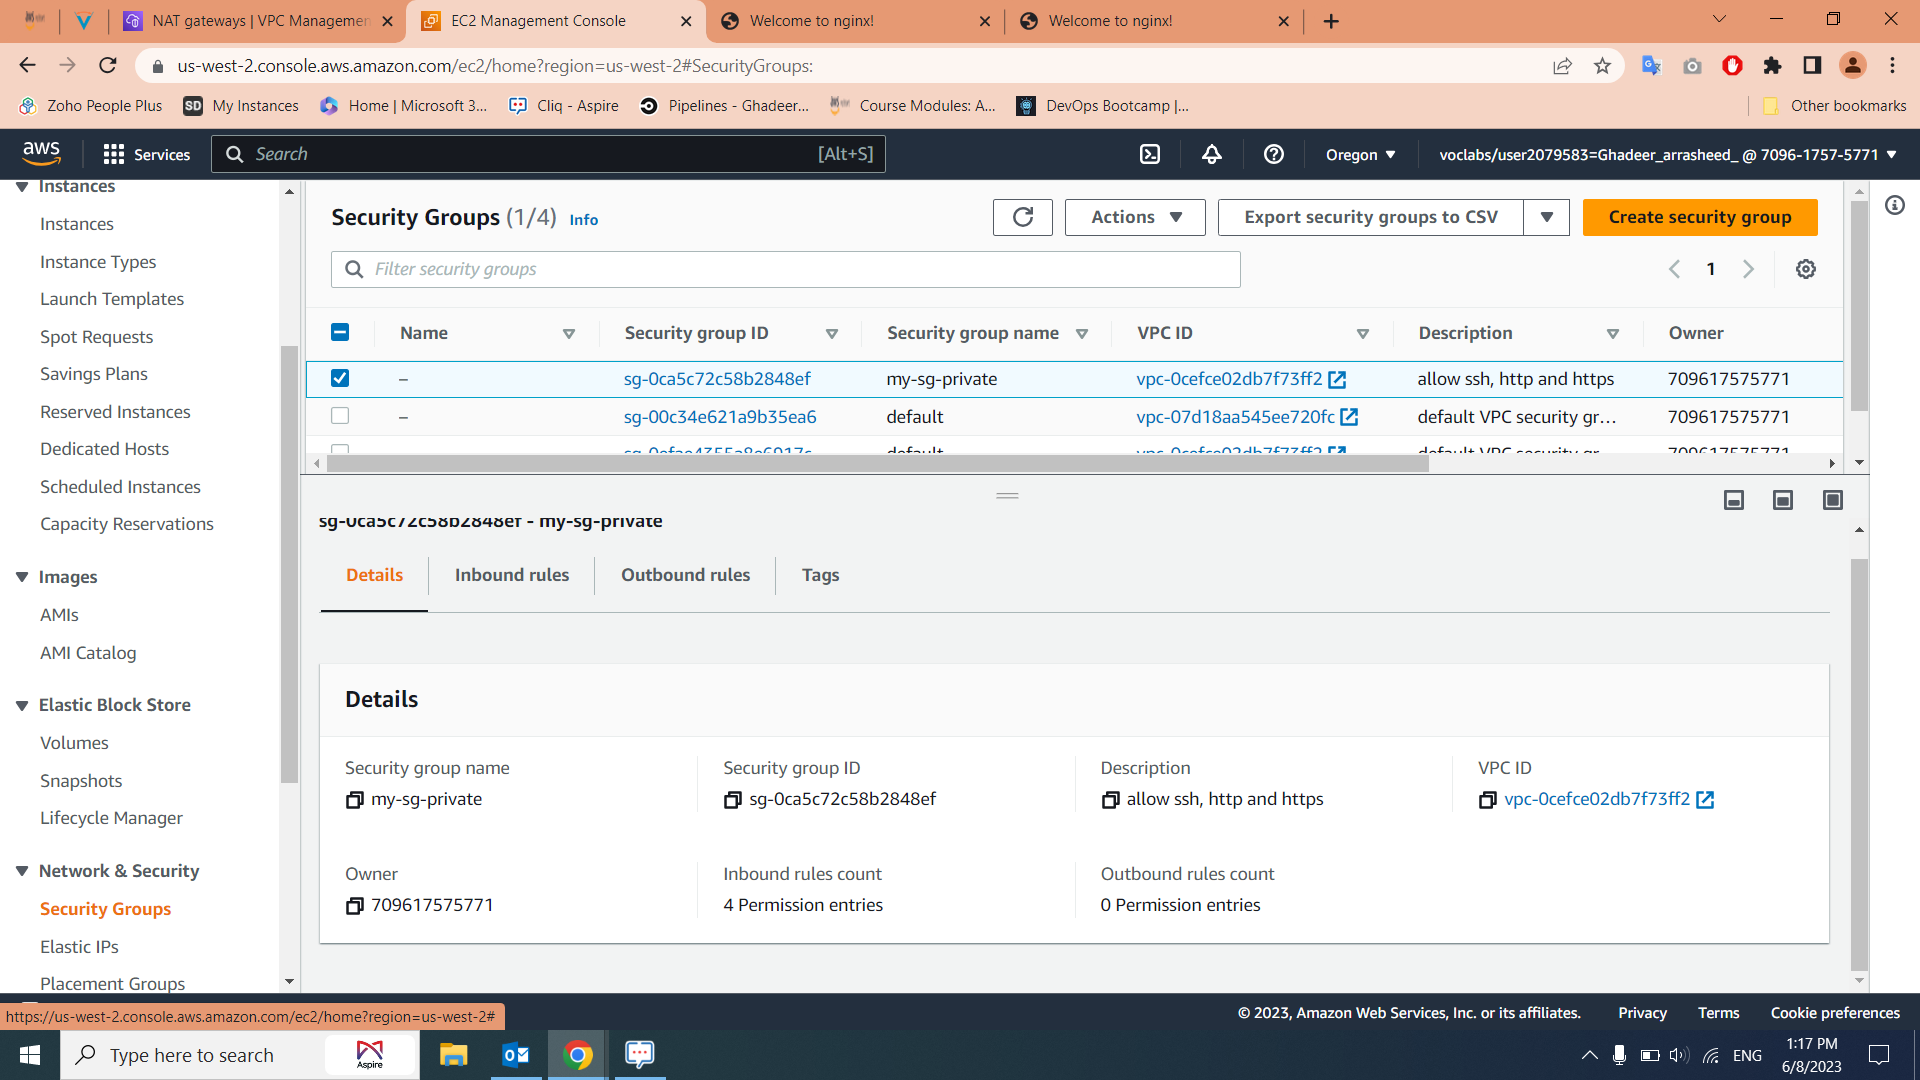 NAT gateways | VPC Managemen
EC2 Management Console
Welcome to nginx!
Welcome to nginx!
us-west-2.console.aws.amazon.com/ec2/home?region=us-west-2#SecurityGroups:
Zoho People Plus
SD My Instances
Home | Microsoft 3...
Cliq - Aspire
Pipelines - Ghadeer...
Course Modules: A...
DevOps Bootcamp |...
Other bookmarks
aws
Services
Search [Alt+S]
Oregon
voclabs/user2079583=Ghadeer_arrasheed_ @ 7096-1757-5771
Instances
Instances
Instance Types
Launch Templates
Spot Requests
Savings Plans
Reserved Instances
Dedicated Hosts
Scheduled Instances
Capacity Reservations
Images
AMIs
AMI Catalog
Elastic Block Store
Volumes
Snapshots
Lifecycle Manager
Network & Security
Security Groups
Elastic IPs
Placement Groups
Security Groups (1/4) Info
Actions
Export security groups to CSV
Create security group
Filter security groups
1
Name Security group ID Security group name VPC ID Description Owner
– sg-0ca5c72c58b2848ef my-sg-private vpc-0cefce02db7f73ff2 allow ssh, http and https 709617575771
– sg-00c34e621a9b35ea6 default vpc-07d18aa545ee720fc default VPC security gr... 709617575771
default vpc-0cefce02db7f73ff2 default VPC security gr... 709617575771
sg-0ca5c72c58b2848ef - my-sg-private
Details Inbound rules Outbound rules Tags
Details
Security group name
my-sg-private
Security group ID
sg-0ca5c72c58b2848ef
Description
allow ssh, http and https
VPC ID
vpc-0cefce02db7f73ff2
Owner
709617575771
Inbound rules count
4 Permission entries
Outbound rules count
0 Permission entries
© 2023, Amazon Web Services, Inc. or its affiliates. Privacy Terms Cookie preferences
https://us-west-2.console.aws.amazon.com/ec2/home?region=us-west-2#
Type here to search
Aspire
ENG
1:17 PM
6/8/2023